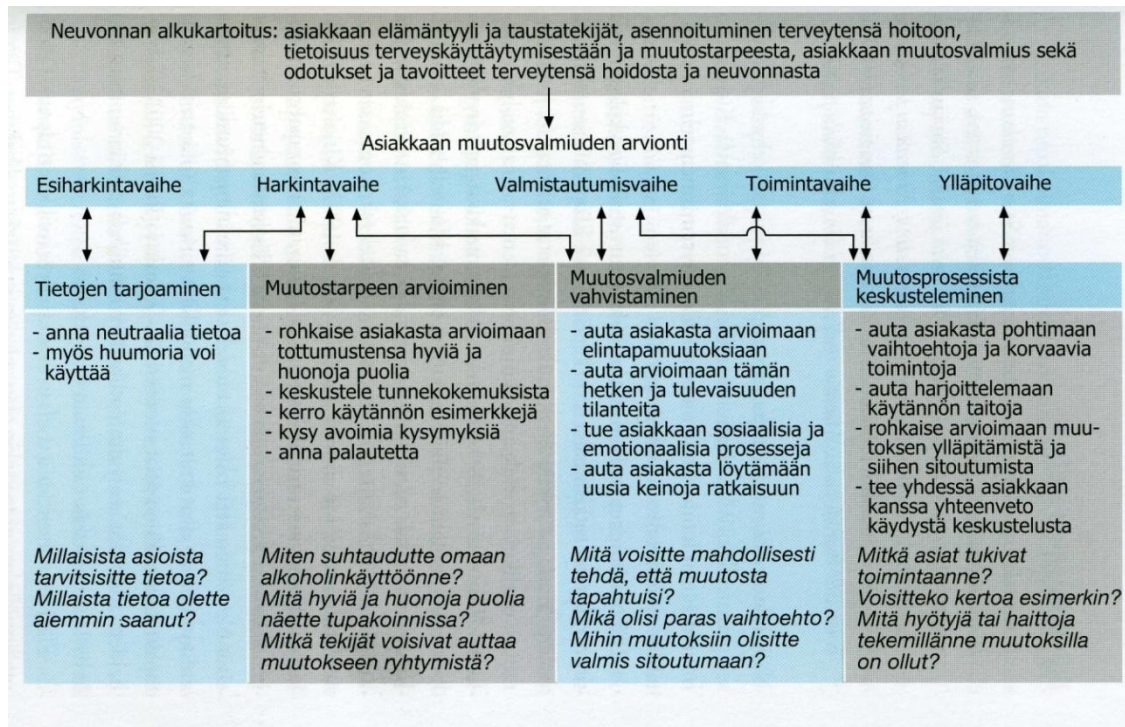 Neuvonnan alkukartoitus: asiakkaan elämäntyyli ja taustatekijät, asennoituminen terveytensä hoitoon,
tietoisuus terveyskäyttäytymisestään ja muutostarpeesta, asiakkaan muutosvalmius sekä
odotukset ja tavoitteet terveytensä hoidosta ja neuvonnasta
Asiakkaan muutosvalmiuden arvionti
Esiharkintavaihe
Harkintavaihe
Valmistautumisvaihe
Toimintavaihe
Ylläpitovaihe
Tietojen tarjoaminen
- anna neutraalia tietoa
- myös huumoria voi
käyttää
Millaisista asioista
tarvitsisitte tietoa?
Millaista tietoa olette
aiemmin saanut?
Muutostarpeen arvioiminen
- rohkaise asiakasta arvioimaan
tottumustensa hyviä ja
huonoja puolia
- keskustele tunnekokemuksista
- kerro käytännön esimerkkejä
- kysy avoimia kysymyksiä
- anna palautetta
Miten suhtaudutte omaan
alkoholinkäyttöönne?
Mitä hyviä ja huonoja puolia
näette tupakoinnissa?
Mitkä tekijät voisivat auttaa
muutokseen ryhtymistä?
Muutosvalmiuden
vahvistaminen
- auta asiakasta arvioimaan
elintapamuutoksiaan
- auta arvioimaan tämän
hetken ja tulevaisuuden
tilanteita
- tue asiakkaan sosiaalisia ja
emotionaalisia prosesseja
- auta asiakasta löytämään
uusia keinoja ratkaisuun
Mitä voisitte mahdollisesti
tehdä, että muutosta
tapahtuisi?
Mikä olisi paras vaihtoehto?
Mihin muutoksiin olisitte
valmis sitoutumaan?
Muutosprosessista
keskusteleminen
- auta asiakasta pohtimaan
vaihtoehtoja ja korvaavia
toimintoja
- auta harjoittelemaan
käytännön taitoja
- rohkaise arvioimaan muu-
toksen ylläpitämistä ja
siihen sitoutumista
- tee yhdessä asiakkaan
kanssa yhteenveto
käydystä keskustelusta
Mitkä asiat tukivat
toimintaanne?
Voisitteko kertoa esimerkin?
Mitä hyötyjä tai haittoja
tekemillänne muutoksilla
on ollut?